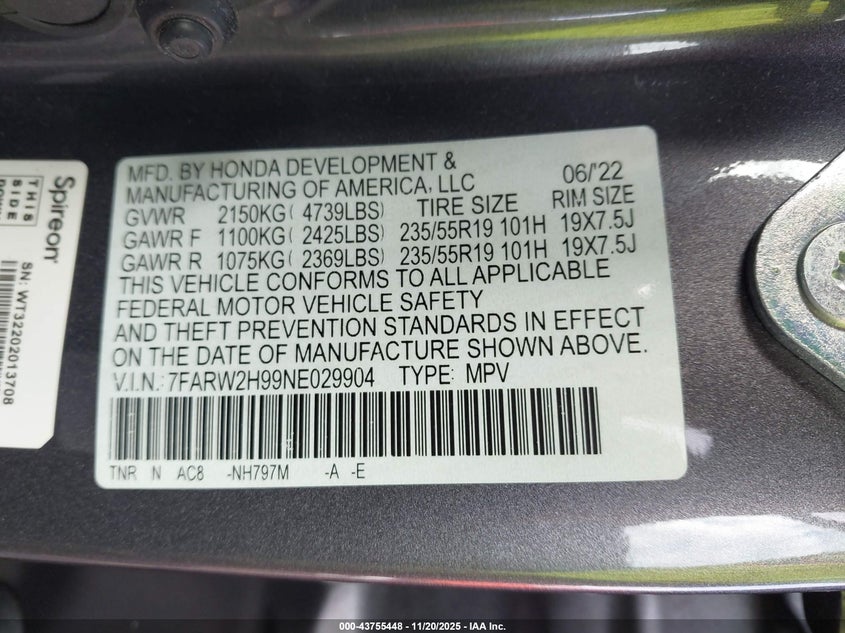 MFD. BY HONDA DEVELOPMENT & 06/'22
MANUFACTURING OF AMERICA, LLC
GVWR 2150KG( 4739LBS) TIRE SIZE RIM SIZE
GAWR F 1100KG( 2425LBS) 235/55R19 101H 19X7.5J
GAWR R 1075KG( 2369LBS) 235/55R19 101H 19X7.5J
THIS VEHICLE CONFORMS TO ALL APPLICABLE
FEDERAL MOTOR VEHICLE SAFETY
AND THEFT PREVENTION STANDARDS IN EFFECT
ON THE DATE OF MANUFACTURE SHOWN ABOVE.
V.I.N.: 7FARW2H99NE029904 TYPE: MPV
TNR N AC8 -NH797M -A -E
Spireon
THIS
SIDE
SN: WT32202013708
000-43755448 - 11/20/2025 - IAA Inc.